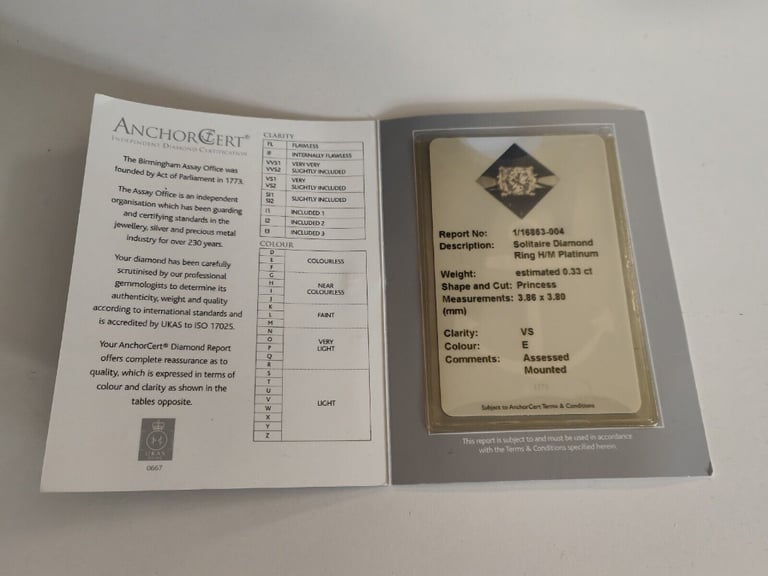 ANCHORCERT®
INDEPENDENT DIAMOND CERTIFICATION
The Birmingham Assay Office was
founded by Act of Parliament in 1773.
The Assay Office is an independent
organisation which has been guarding
and certifying standards in the
jewellery, silver and precious metal
industry for over 230 years.
Your diamond has been carefully
scrutinised by our professional
gemmologists to determine its
authenticity, weight and quality
according to international standards and
is accredited by UKAS to ISO 17025.
Your AnchorCert® Diamond Report
offers complete reassurance as to
quality, which is expressed in terms of
colour and clarity as shown in the
tables opposite.
UKAS
0667
CLARITY
FL FLAWLESS
IF INTERNALLY FLAWLESS
VVS1 VERY VERY
VVS2 SLIGHTLY INCLUDED
VS1 VERY
VS2 SLIGHTLY INCLUDED
SI1
SI2 SLIGHTLY INCLUDED
I1 INCLUDED 1
I2 INCLUDED 2
I3 INCLUDED 3
COLOUR
D
E COLOURLESS
F
G
H NEAR
I COLOURLESS
J
K
L FAINT
M
N
O VERY
P LIGHT
Q
R
S
T
U
V LIGHT
W
X
Y
Z
Report No: 1/16863-004
Description: Solitaire Diamond
Ring H/M Platinum
Weight: estimated 0.33 ct
Shape and Cut: Princess
Measurements: 3.86 x 3.80
(mm)
Clarity: VS
Colour: E
Comments: Assessed
Mounted
Subject to AnchorCert Terms & Conditions
This report is subject to and must be used in accordance
with the Terms & Conditions specified herein.